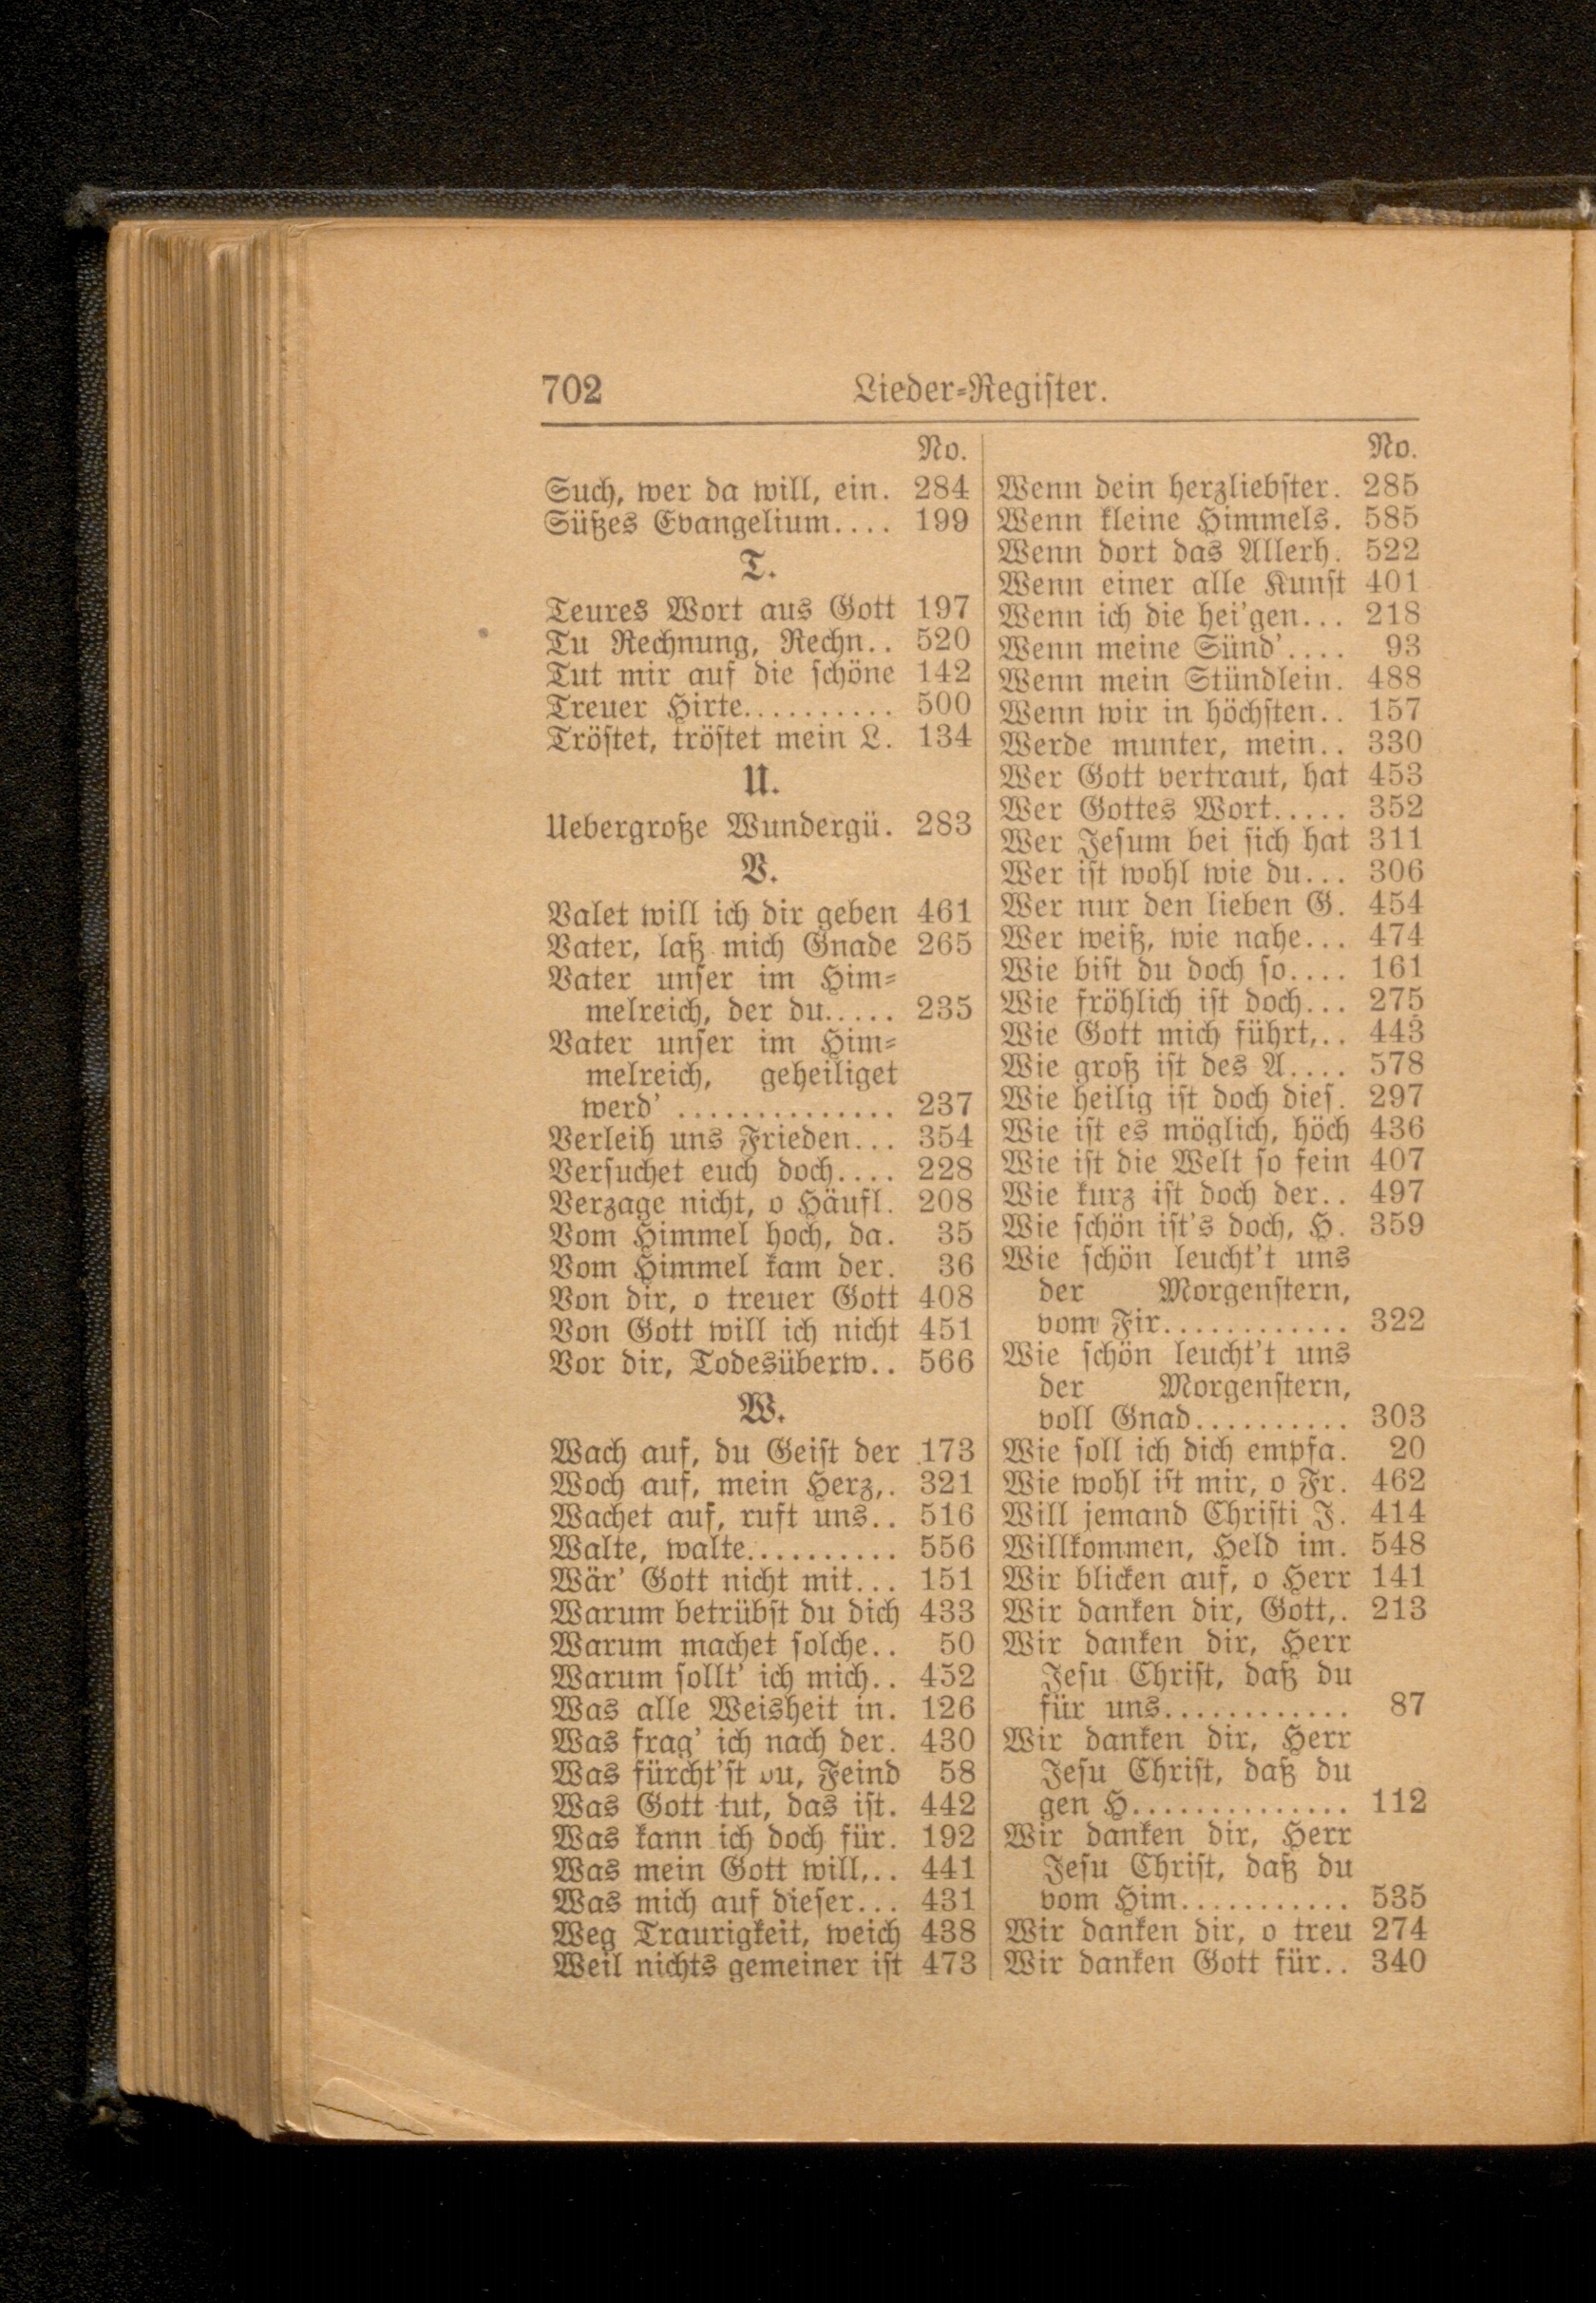 702 Lieder-Register.
No.
Such, wer da will, ein. 284
Süßes Evangelium.... 199
T.
Teures Wort aus Gott 197
Tu Rechnung, Rechn.. 520
Tut mir auf die schöne 142
Treuer Hirte.......... 500
Tröstet, tröstet mein L. 134
U.
Uebergroße Wundergü. 283
V.
Valet will ich dir geben 461
Vater, laß mich Gnade 265
Vater unser im Him-
melreich, der du..... 235
Vater unser im Him-
melreich, geheiliget
werd' .............. 237
Verleih uns Frieden... 354
Versuchet euch doch.... 228
Verzage nicht, o Häufl. 208
Vom Himmel hoch, da. 35
Vom Himmel kam der. 36
Von dir, o treuer Gott 408
Von Gott will ich nicht 451
Vor dir, Todesüberw.. 566
W.
Wach auf, du Geist der 173
Woch auf, mein Herz,. 321
Wachet auf, ruft uns.. 516
Walte, walte.......... 556
Wär' Gott nicht mit... 151
Warum betrübst du dich 433
Warum machet solche.. 50
Warum sollt' ich mich.. 452
Was alle Weisheit in. 126
Was frag' ich nach der. 430
Was fürcht'st du, Feind 58
Was Gott tut, das ist. 442
Was kann ich doch für. 192
Was mein Gott will,.. 441
Was mich auf dieser... 431
Weg Traurigkeit, weich 438
Weil nichts gemeiner ist 473
No.
Wenn dein herzliebster. 285
Wenn kleine Himmels. 585
Wenn dort das Allerh. 522
Wenn einer alle Kunst 401
Wenn ich die hei'gen... 218
Wenn meine Sünd'.... 93
Wenn mein Stündlein. 488
Wenn wir in höchsten.. 157
Werde munter, mein.. 330
Wer Gott vertraut, hat 453
Wer Gottes Wort..... 352
Wer Jesum bei sich hat 311
Wer ist wohl wie du... 306
Wer nur den lieben G. 454
Wer weiß, wie nahe... 474
Wie bist du doch so.... 161
Wie fröhlich ist doch... 275
Wie Gott mich führt,.. 443
Wie groß ist des A.... 578
Wie heilig ist doch dies. 297
Wie ist es möglich, höch 436
Wie ist die Welt so fein 407
Wie kurz ist doch der.. 497
Wie schön ist's doch, H. 359
Wie schön leucht't uns
der Morgenstern,
vom Fir............ 322
Wie schön leucht't uns
der Morgenstern,
voll Gnad.......... 303
Wie soll ich dich empfa. 20
Wie wohl ist mir, o Fr. 462
Will jemand Christi J. 414
Willkommen, Held im. 548
Wir blicken auf, o Herr 141
Wir danken dir, Gott,. 213
Wir danken dir, Herr
Jesu Christ, daß du
für uns............ 87
Wir danken dir, Herr
Jesu Christ, daß du
gen H.............. 112
Wir danken dir, Herr
Jesu Christ, daß du
vom Him........... 535
Wir danken dir, o treu 274
Wir danken Gott für.. 340